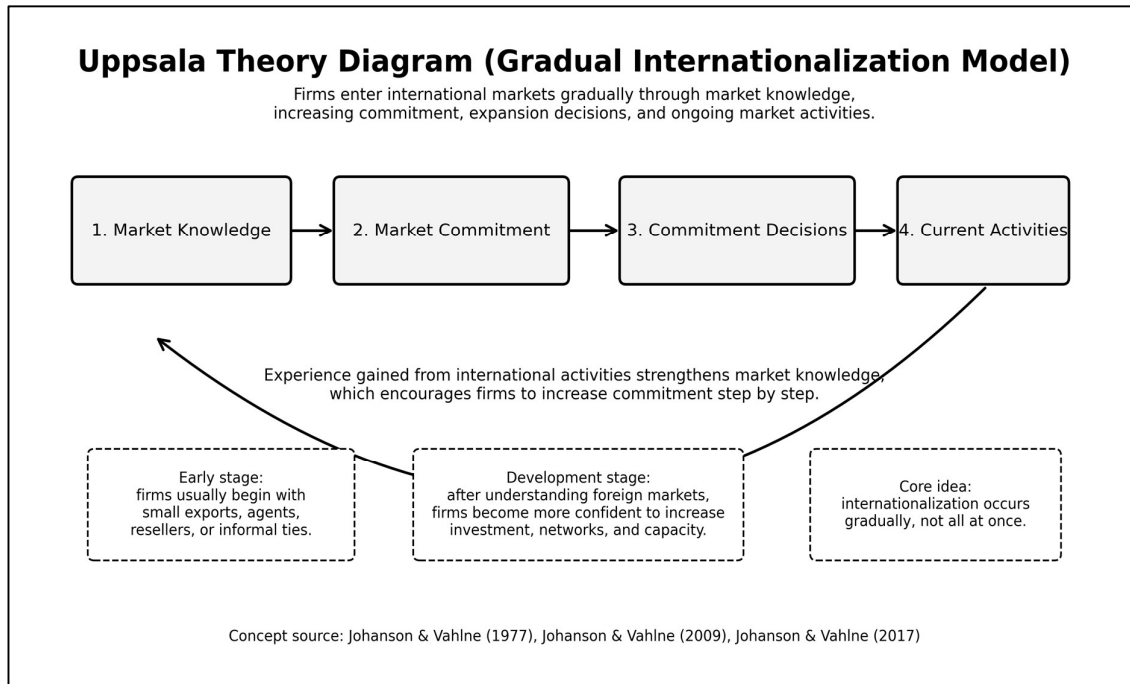 Uppsala Theory Diagram (Gradual Internationalization Model)
Firms enter international markets gradually through market knowledge,
increasing commitment, expansion decisions, and ongoing market activities.
1. Market Knowledge
2. Market Commitment
3. Commitment Decisions
4. Current Activities
Experience gained from international activities strengthens market knowledge,
which encourages firms to increase commitment step by step.
Early stage:
firms usually begin with
small exports, agents,
resellers, or informal ties.
Development stage:
after understanding foreign markets,
firms become more confident to increase
investment, networks, and capacity.
Core idea:
internationalization occurs
gradually, not all at once.
Concept source: Johanson & Vahlne (1977), Johanson & Vahlne (2009), Johanson & Vahlne (2017)